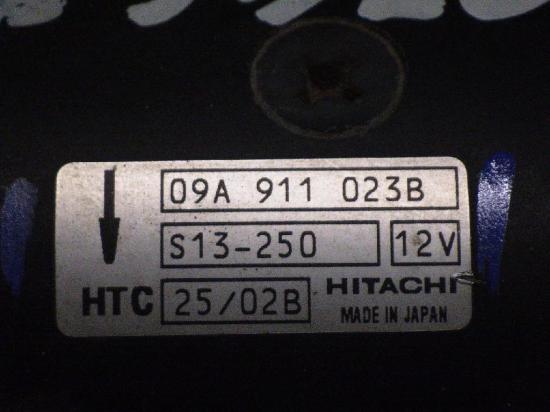 09A 911 023B
S13-250 12V
HTC 25/02B HITACHI
MADE IN JAPAN